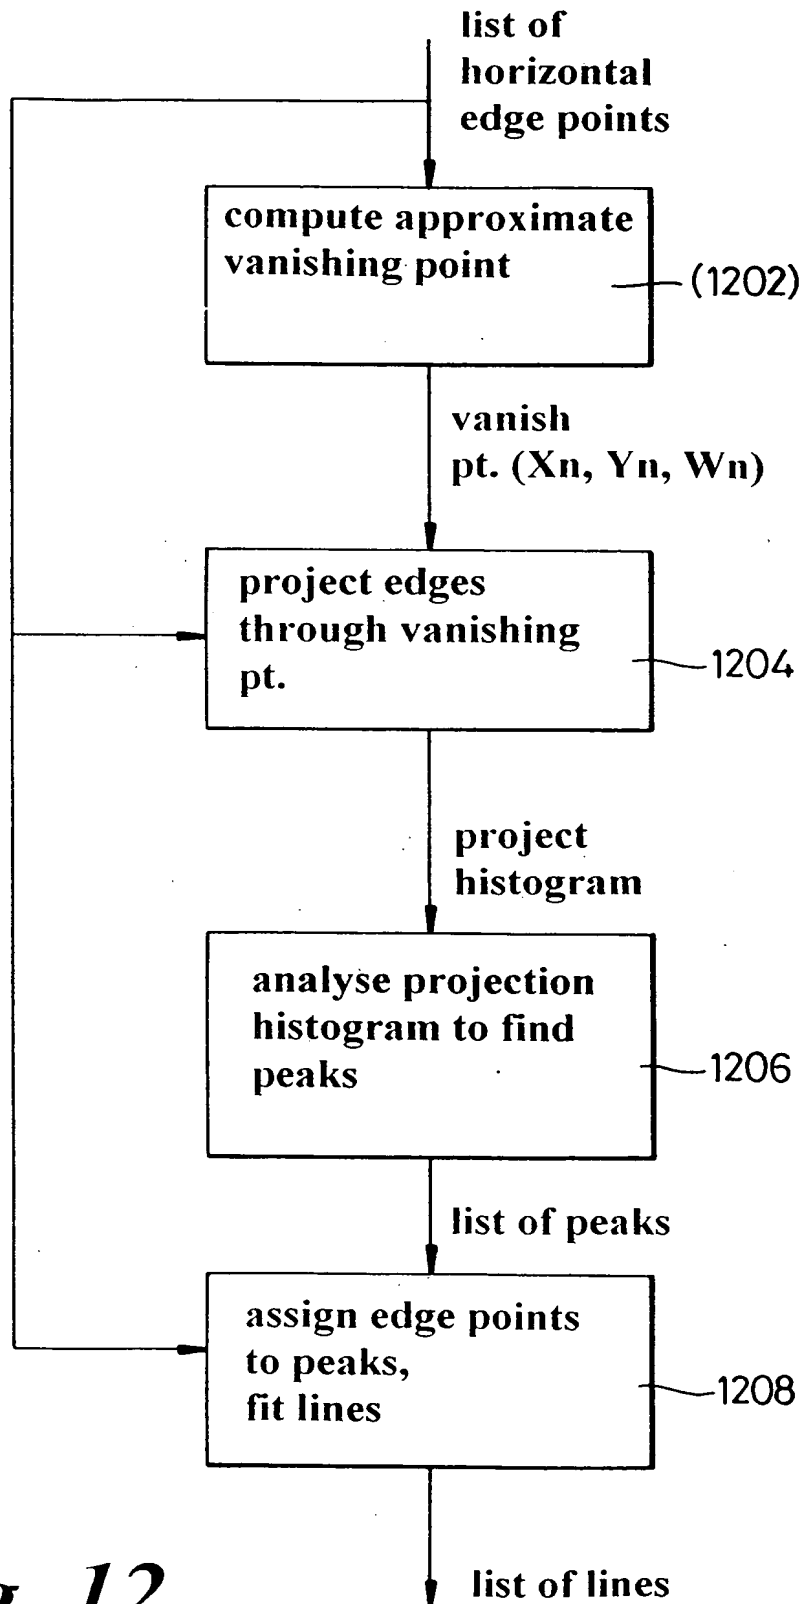 list of
horizontal
edge points
compute approximate
vanishing point
(1202)
vanish
pt. (Xn, Yn, Wn)
project edges
through vanishing
pt.
1204
project
histogram
analyse projection
histogram to find
peaks
1206
list of peaks
assign edge points
to peaks,
fit lines
1208
list of lines
12